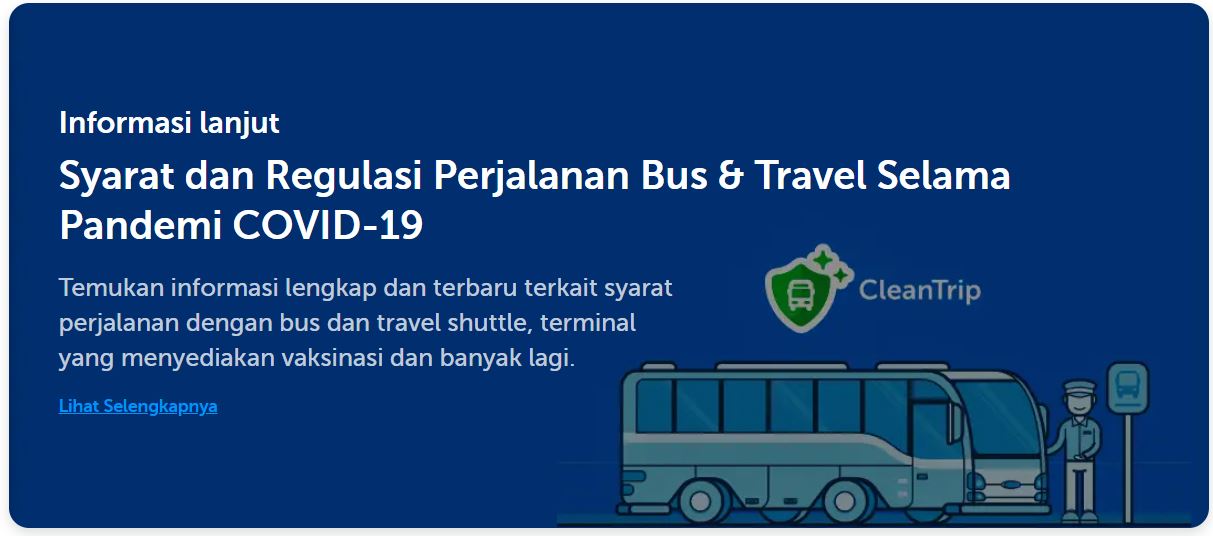 Informasi lanjut
Syarat dan Regulasi Perjalanan Bus & Travel Selama
Pandemi COVID-19
Temukan informasi lengkap dan terbaru terkait syarat
perjalanan dengan bus dan travel shuttle, terminal
yang menyediakan vaksinasi dan banyak lagi.
Lihat Selengkapnya
CleanTrip